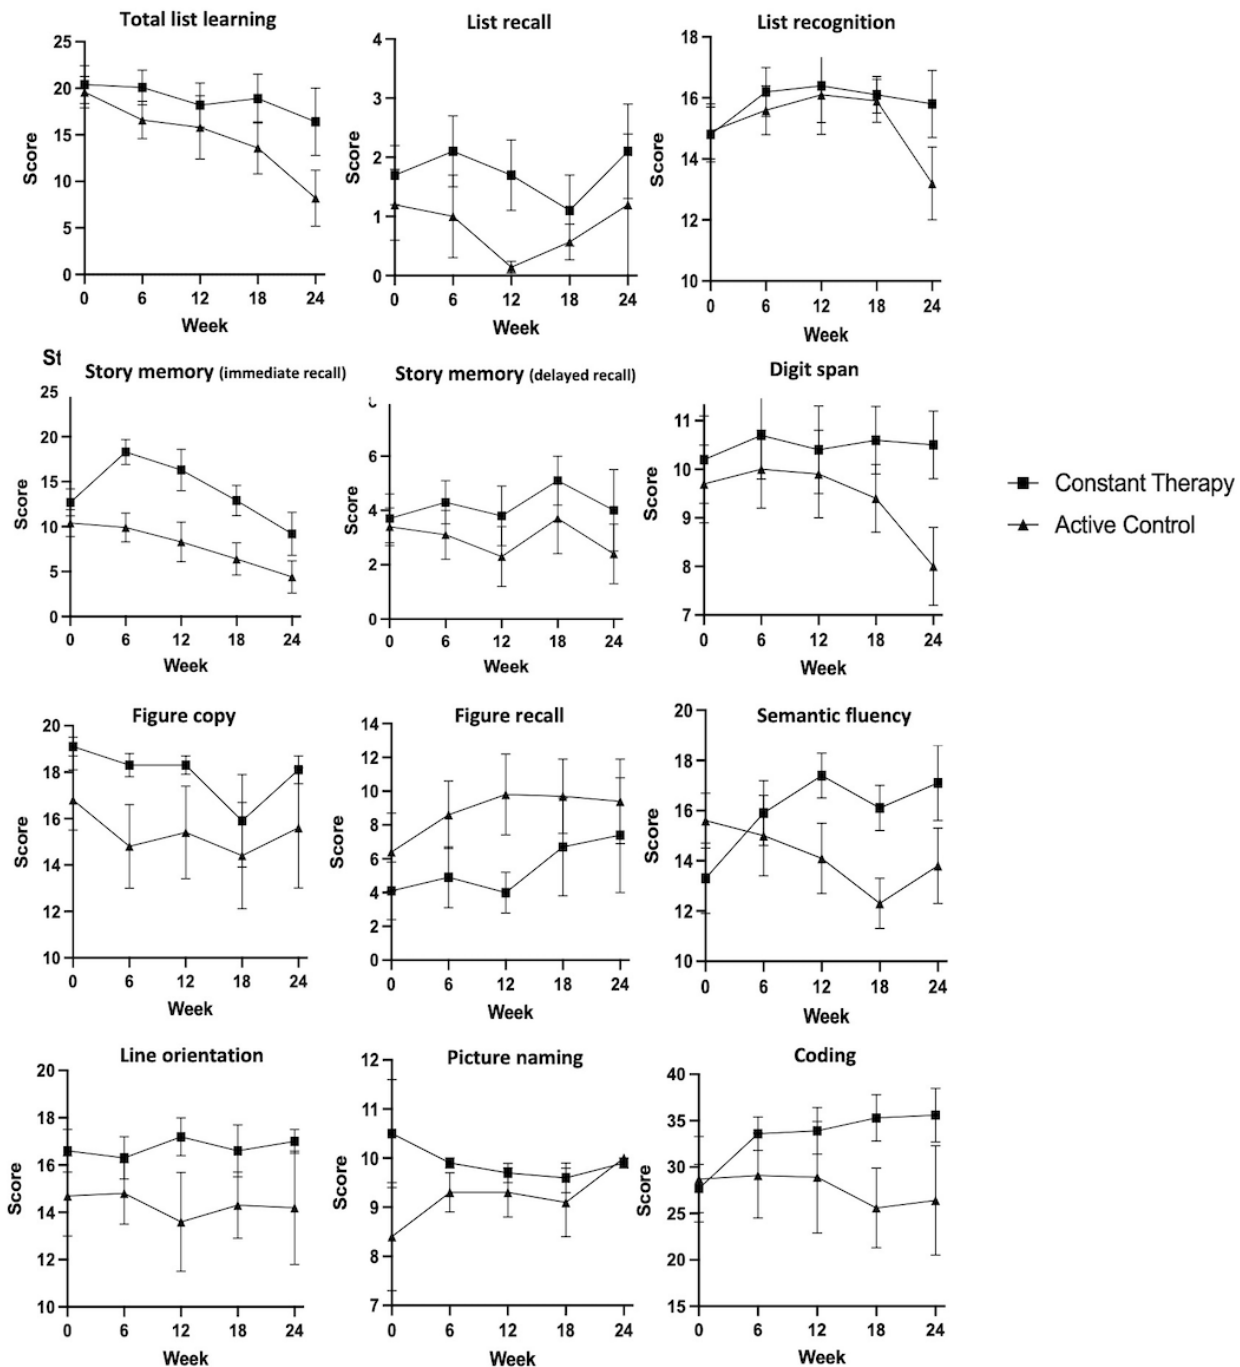 Total list learning
25
20
15
10
5
0
Score
0 6 12 18 24
Week
List recall
4
3
2
1
0
Score
0 6 12 18 24
Week
List recognition
18
16
14
12
10
Score
0 6 12 18 24
Week
St
Story memory (immediate recall)
25
20
15
10
5
0
Score
0 6 12 18 24
Week
Story memory (delayed recall)
6
4
2
0
Score
0 6 12 18 24
Week
Digit span
11
10
9
8
7
Score
0 6 12 18 24
Week
Constant Therapy
Active Control
Figure copy
20
18
16
14
12
10
Score
0 6 12 18 24
Week
Figure recall
14
12
10
8
6
4
2
0
Score
0 6 12 18 24
Week
Semantic fluency
20
18
16
14
12
10
Score
0 6 12 18 24
Week
Line orientation
20
18
16
14
12
10
Score
0 6 12 18 24
Week
Picture naming
12
11
10
9
8
7
Score
0 6 12 18 24
Week
Coding
40
35
30
25
20
15
Score
0 6 12 18 24
Week